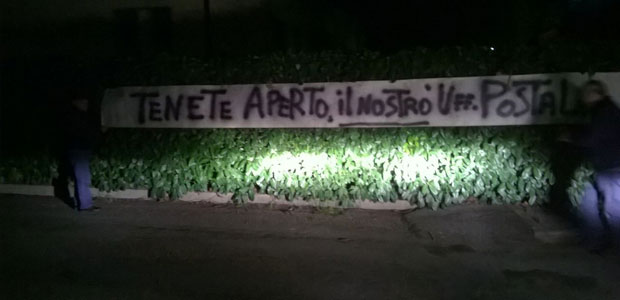 TENETE APERTO, il NOSTRO Uff. POSTAL